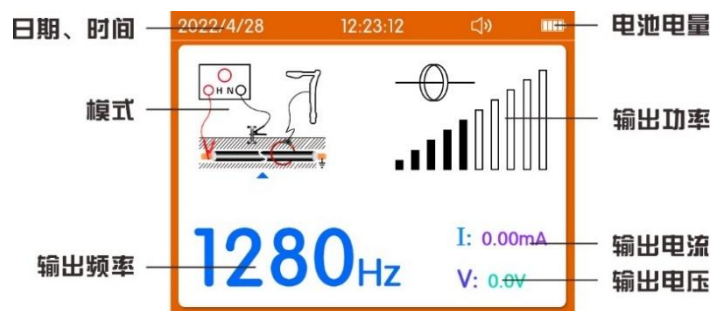 日期、时间
2022/4/28
12:23:12
电池电量
模式
H N
输出功率
输出频率
1280Hz
I: 0.00mA
输出电流
V: 0.0V
输出电压